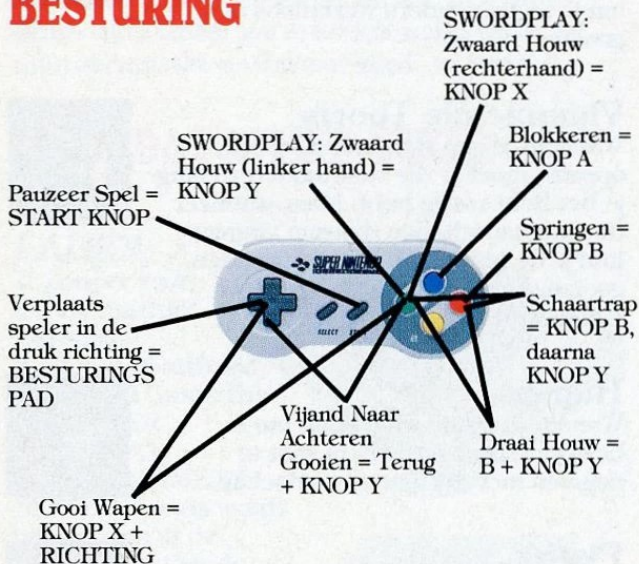 BESTURING
SWORDPLAY:
Zwaard Houw
(rechterhand) =
KNOP X
SWORDPLAY: Zwaard
Houw (linker hand) =
KNOP Y
Blokkeren =
KNOP A
Pauzeer Spel =
START KNOP
Springen =
KNOP B
SUPER NINTENDO
SELECT
Verplaats
speler in de
druk richting =
BESTURINGS
PAD
Schaartrap
= KNOP B,
daarna
KNOP Y
Vijand Naar
Achteren
Gooien = Terug
+ KNOP Y
Draai Houw =
B + KNOP Y
Gooi Wapen =
KNOP X +
RICHTING